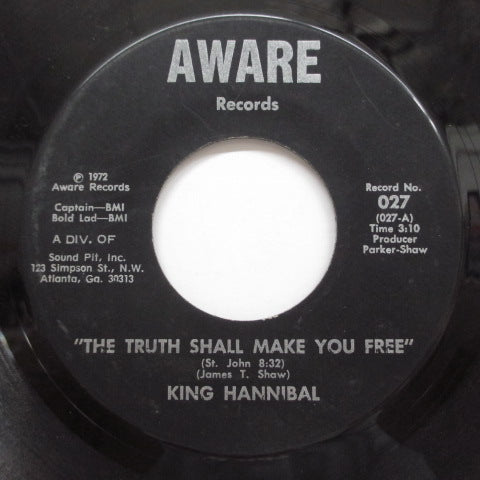 AWARE
Records
℗ 1972
Aware Records
Captain—BMI
Bold Lad—BMI
A DIV. OF
Sound Pit, Inc.
123 Simpson St., N.W.
Atlanta, Ga. 30313
Record No.
027
(027-A)
Time 3:10
Producer
Parker-Shaw
"THE TRUTH SHALL MAKE YOU FREE"
(St. John 8:32)
(James T. Shaw)
KING HANNIBAL